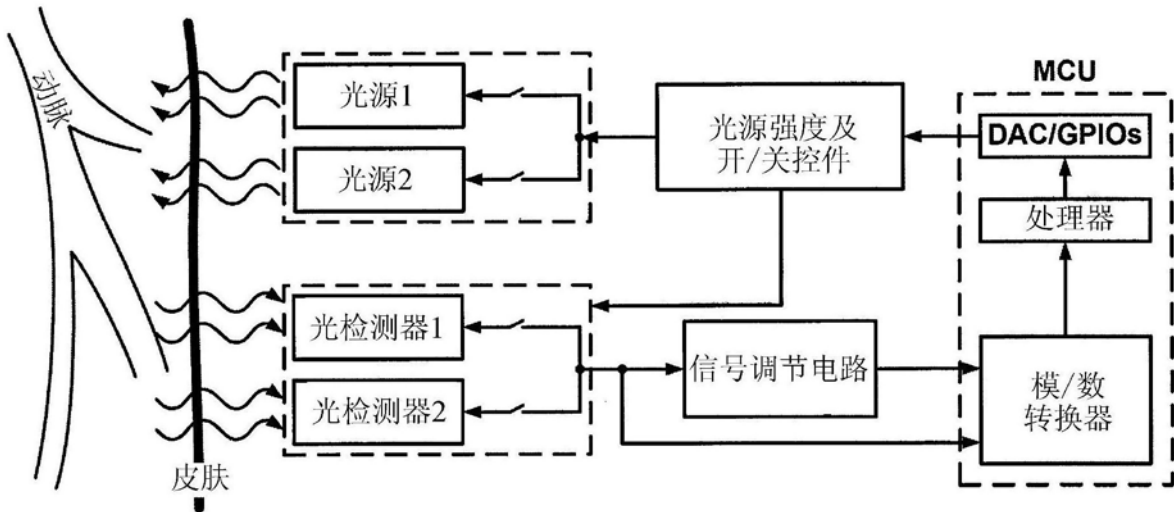 动脉
皮肤
光源1
光源2
光检测器1
光检测器2
光源强度及
开/关控件
信号调节电路
MCU
DAC/GPIOs
处理器
模/数
转换器